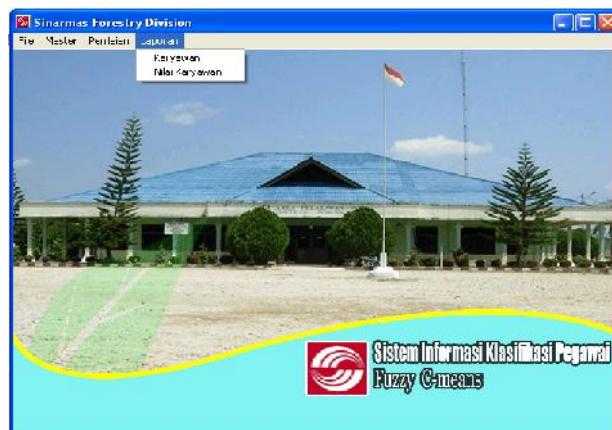 Sinarmas Forestry Division
File Master Penilaian Laporan
Karyawan
Nilai Karyawan
Sistem Informasi Klasifikasi Pegawai
Fuzzy C-means